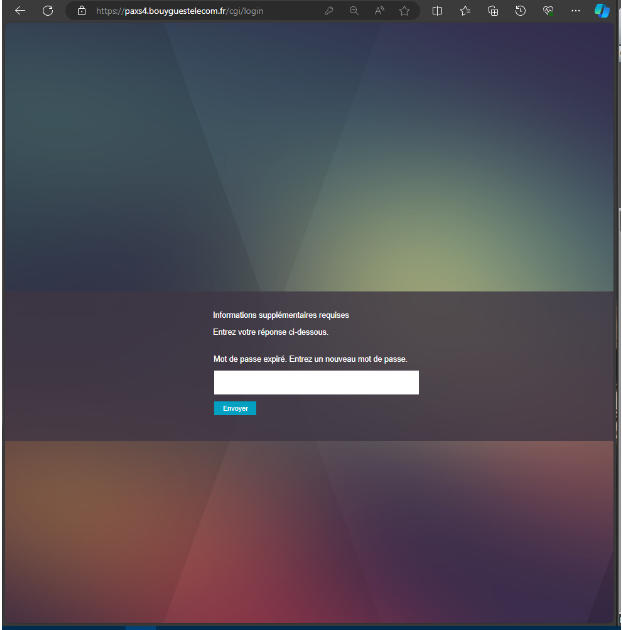 https://paxs4.bouyguestelecom.fr/cgi/login
Informations supplémentaires requises
Entrez votre réponse ci-dessous.
Mot de passe expiré. Entrez un nouveau mot de passe.
Envoyer